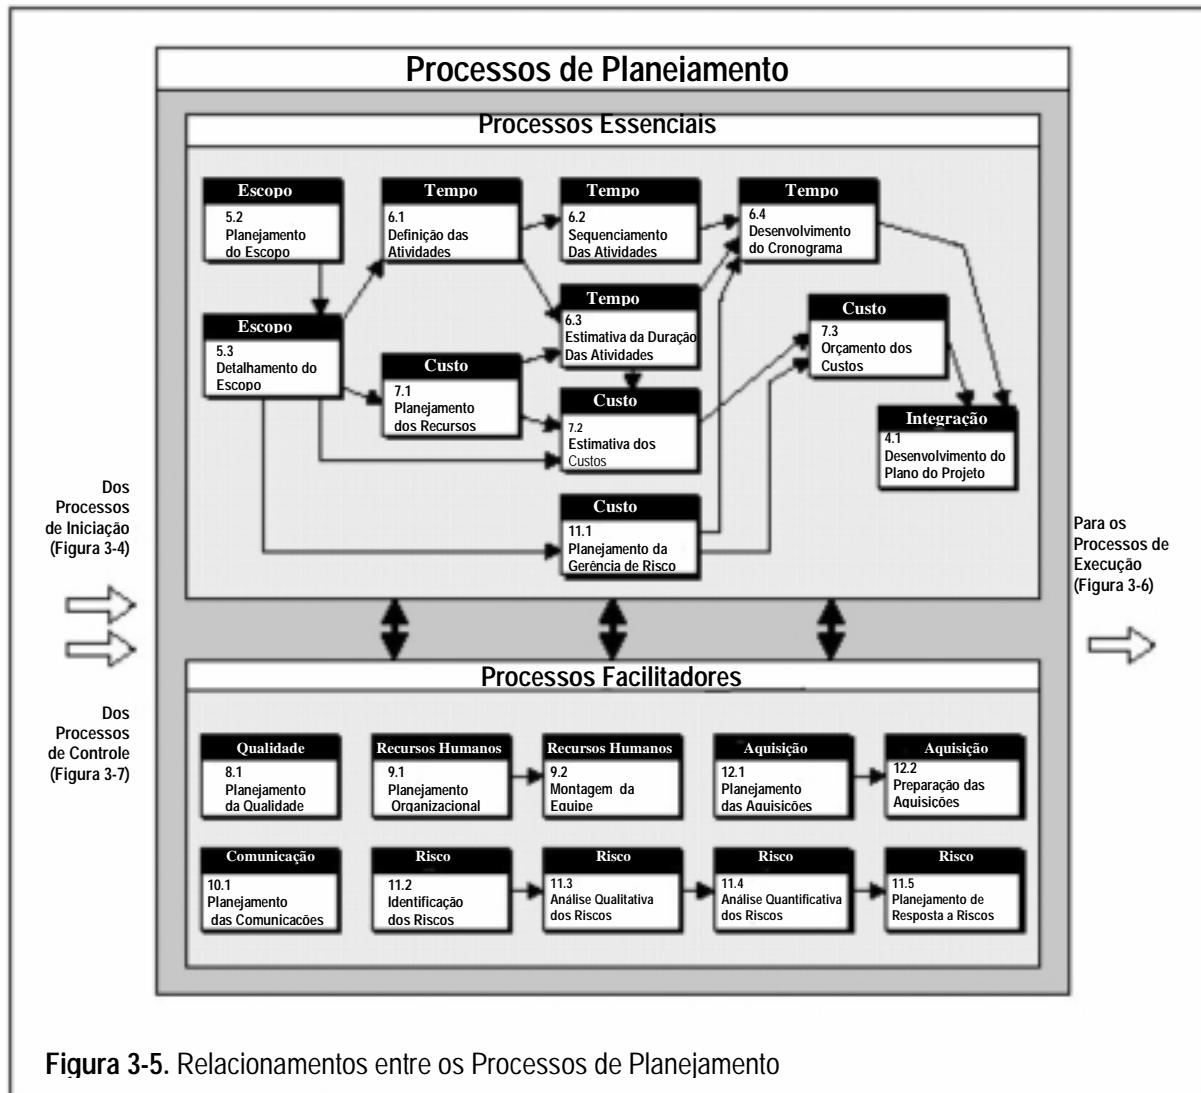 Processos de Planejamento
Processos Essenciais
Escopo
5.2
Planejamento
do Escopo
Tempo
6.1
Definição das
Atividades
Tempo
6.2
Sequenciamento
Das Atividades
Tempo
6.4
Desenvolvimento
do Cronograma
Escopo
5.3
Detalhamento do
Escopo
Custo
7.1
Planejamento
dos Recursos
Tempo
6.3
Estimativa da Duração
Das Atividades
Custo
7.2
Estimativa dos
Custos
Custo
7.3
Orçamento dos
Custos
Integração
4.1
Desenvolvimento do
Plano do Projeto
Custo
11.1
Planejamento da
Gerência de Risco
Dos
Processos
de Iniciação
(Figura 3-4)
Para os
Processos de
Execução
(Figura 3-6)
Dos
Processos
de Controle
(Figura 3-7)
Processos Facilitadores
Qualidade
8.1
Planejamento
da Qualidade
Recursos Humanos
9.1
Planejamento
Organizacional
Recursos Humanos
9.2
Montagem da
Equipe
Aquisição
12.1
Planejamento
das Aquisições
Aquisição
12.2
Preparação das
Aquisições
Comunicação
10.1
Planejamento
das Comunicações
Risco
11.2
Identificação
dos Riscos
Risco
11.3
Análise Qualitativa
dos Riscos
Risco
11.4
Análise Quantificativa
dos Riscos
Risco
11.5
Planejamento de
Resposta a Riscos
Figura 3-5. Relacionamentos entre os Processos de Planejamento